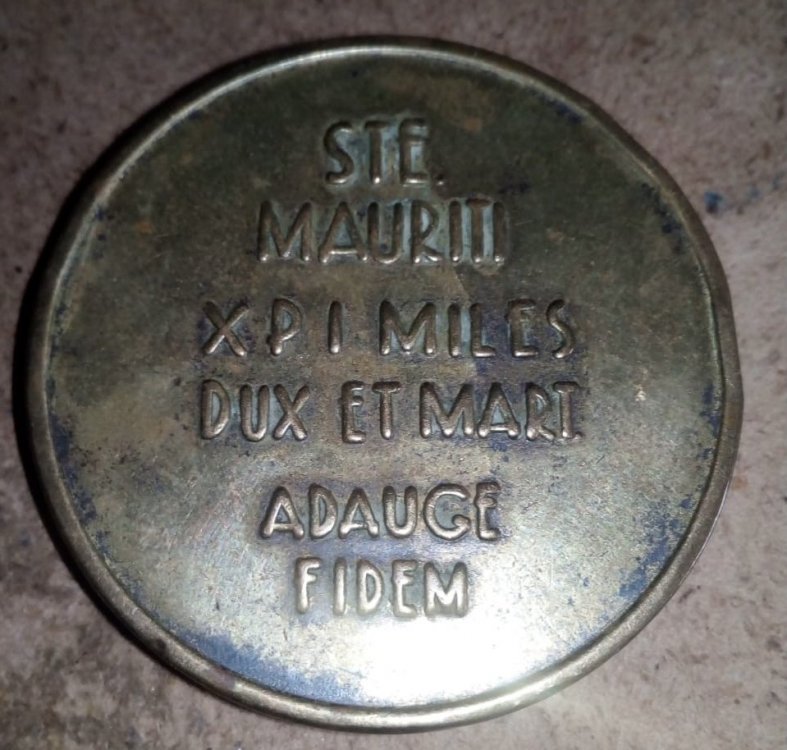 STE.
MAURITI
XPI MILES
DUX ET MART.
ADAUGE
FIDEM